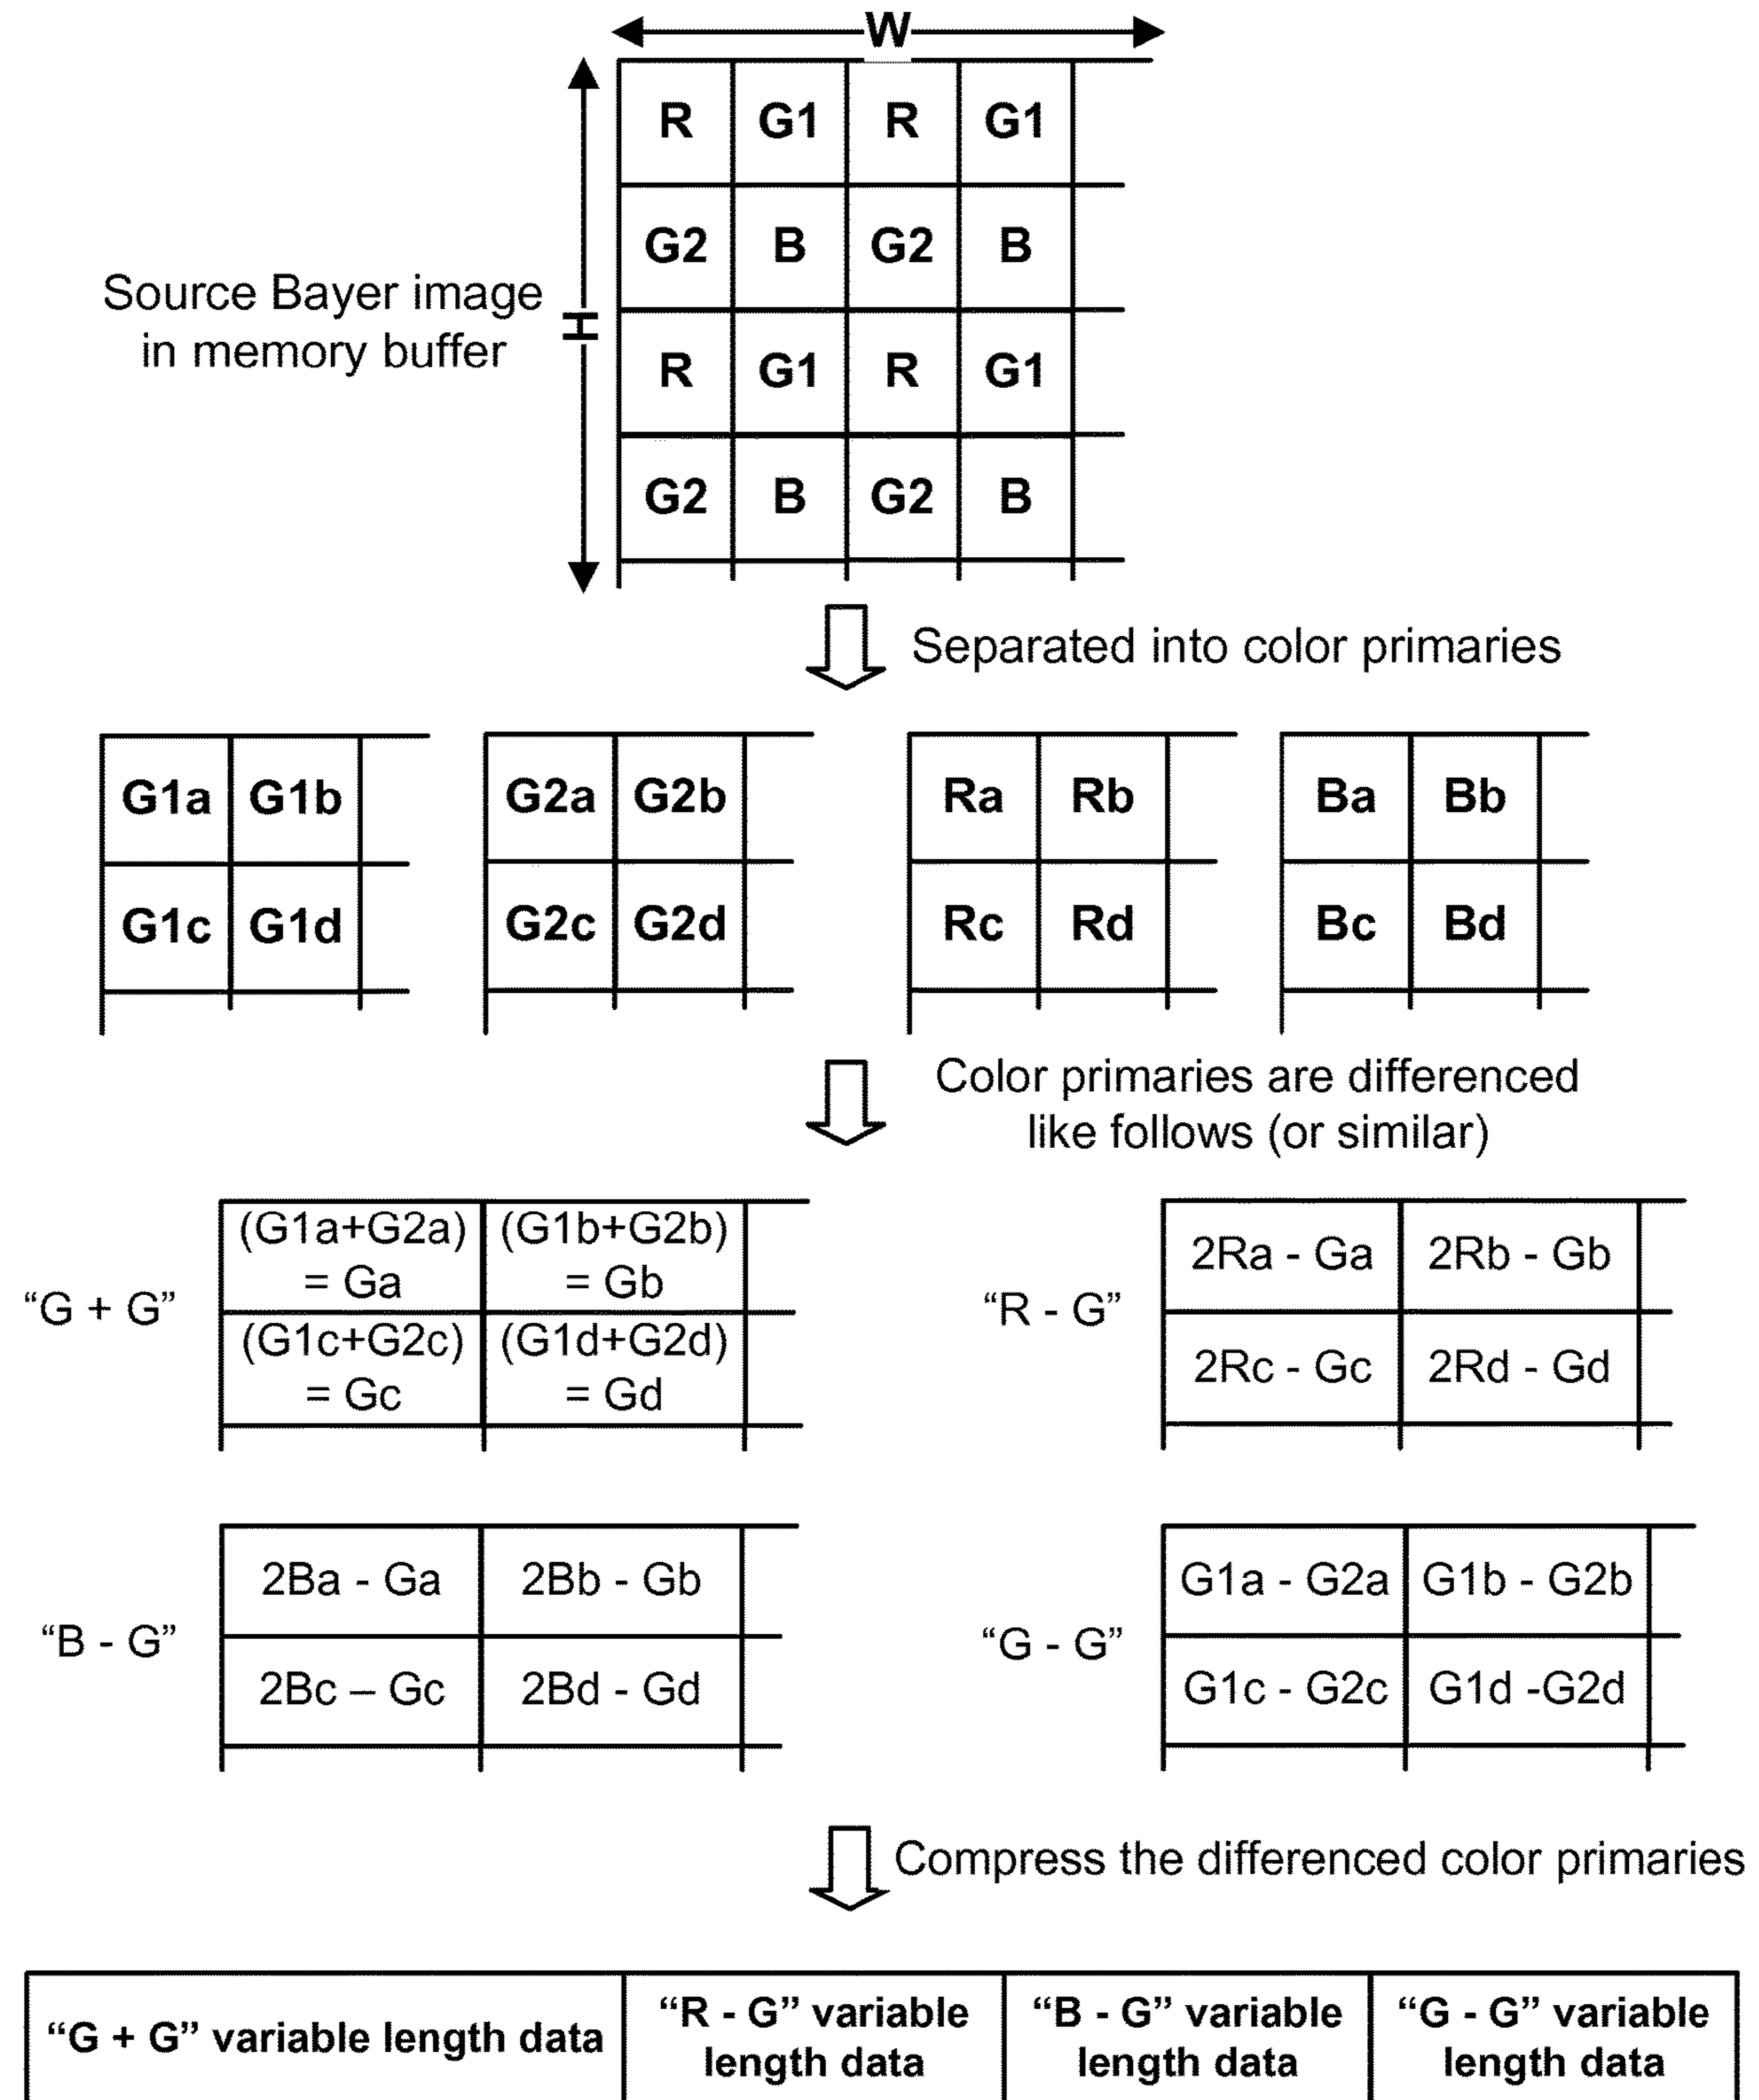 W
R G1 R G1
G2 B G2 B
Source Bayer image
in memory buffer
H
R G1 R G1
G2 B G2 B
Separated into color primaries
G1a G1b G2a G2b Ra Rb Ba Bb
G1c G1d G2c G2d Rc Rd Bc Bd
Color primaries are differenced
like follows (or similar)
“G + G”
(G1a+G2a) (G1b+G2b)
= Ga = Gb
(G1c+G2c) (G1d+G2d)
= Gc = Gd
“R - G”
2Ra - Ga 2Rb - Gb
2Rc - Gc 2Rd - Gd
“B - G”
2Ba - Ga 2Bb - Gb
2Bc – Gc 2Bd - Gd
“G - G”
G1a - G2a G1b - G2b
G1c - G2c G1d -G2d
Compress the differenced color primaries
“G + G” variable length data
“R - G” variable
length data
“B - G” variable
length data
“G - G” variable
length data